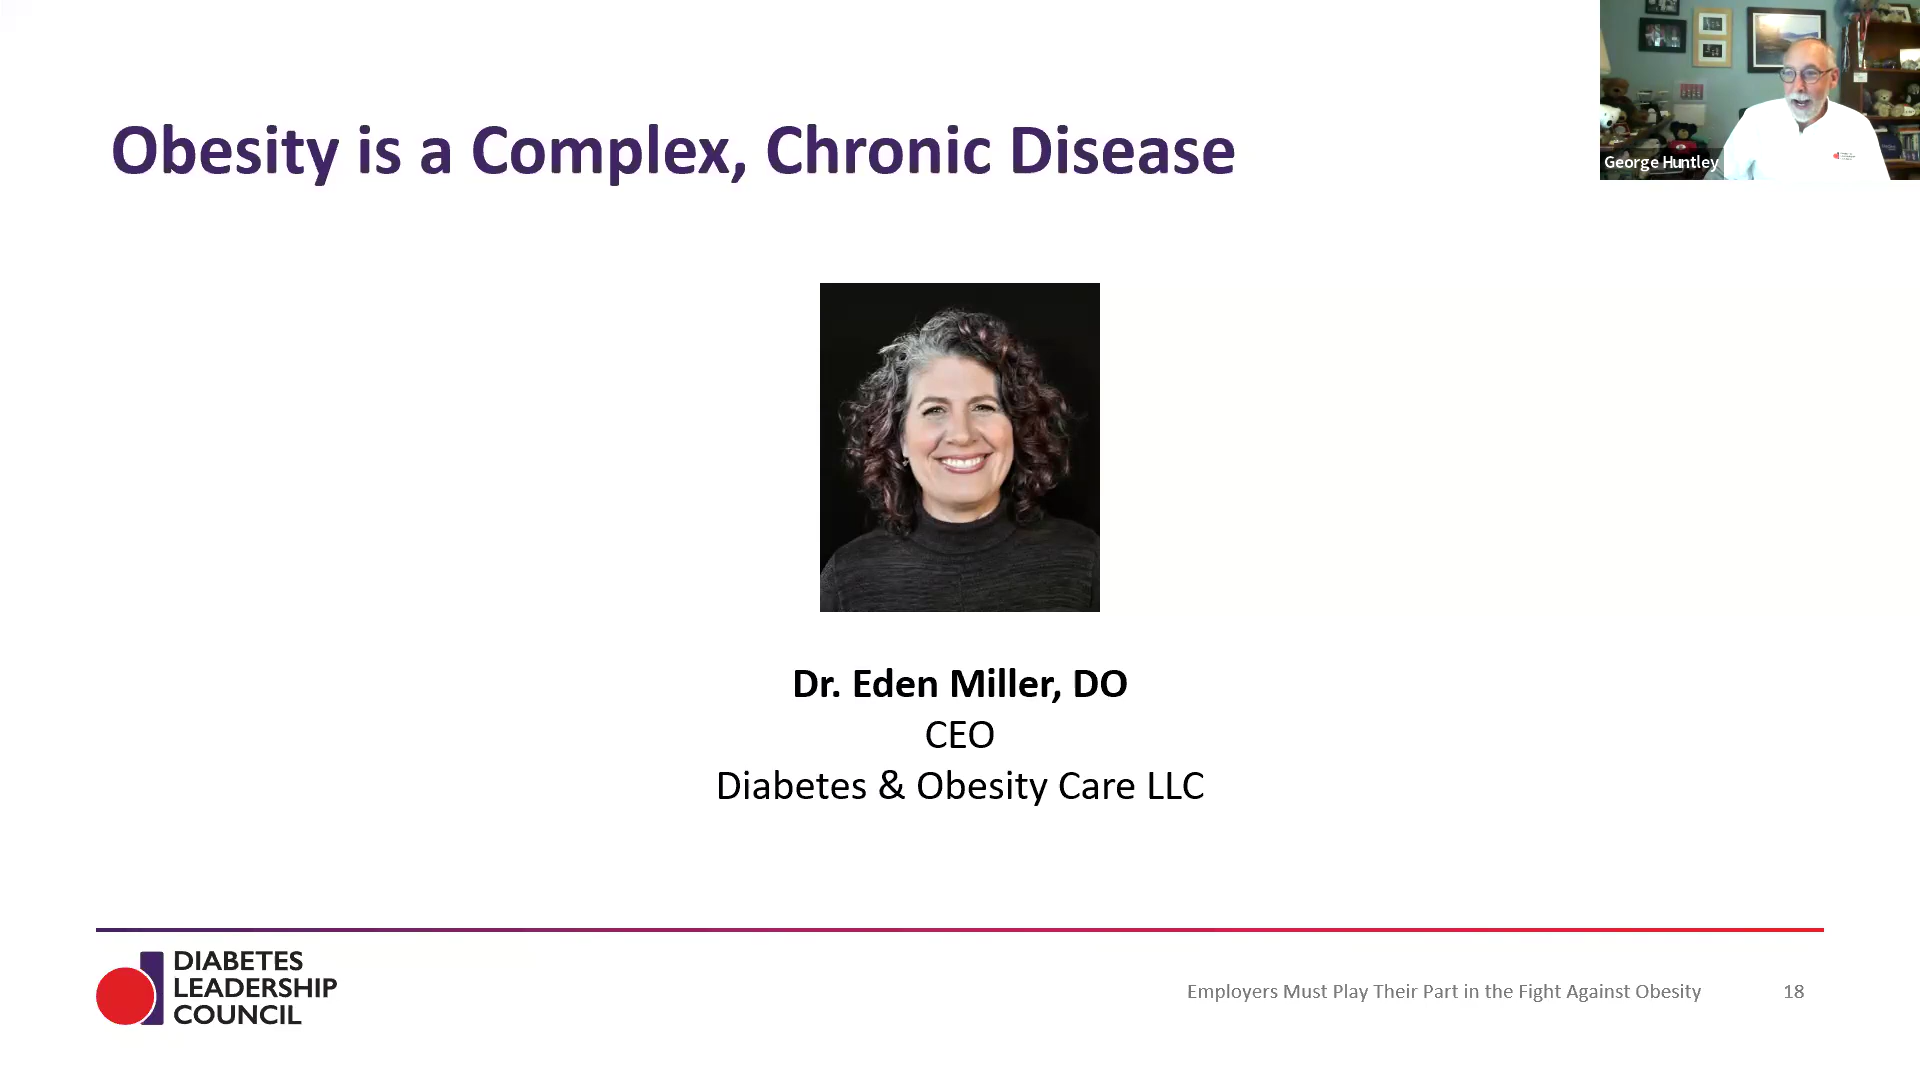 Obesity is a Complex, Chronic Disease
George Huntley
Dr. Eden Miller, DO
CEO
Diabetes & Obesity Care LLC
DIABETES
LEADERSHIP
COUNCIL
Employers Must Play Their Part in the Fight Against Obesity
18